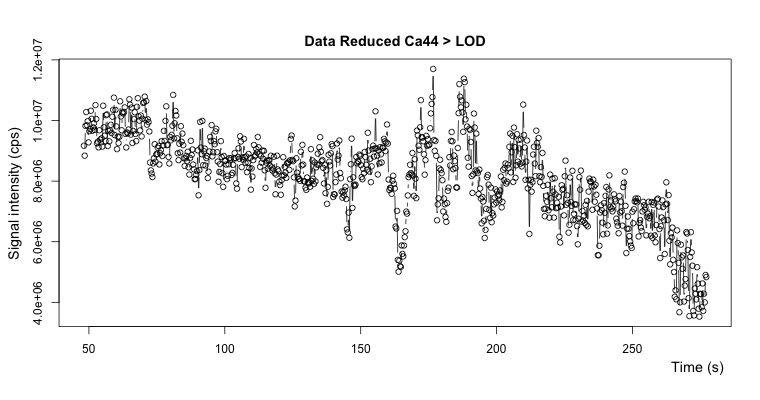 Data Reduced Ca44 > LOD
Signal intensity (cps)
1.2e+07
1.0e+07
8.0e+06
6.0e+06
4.0e+06
50 100 150 200 250
Time (s)